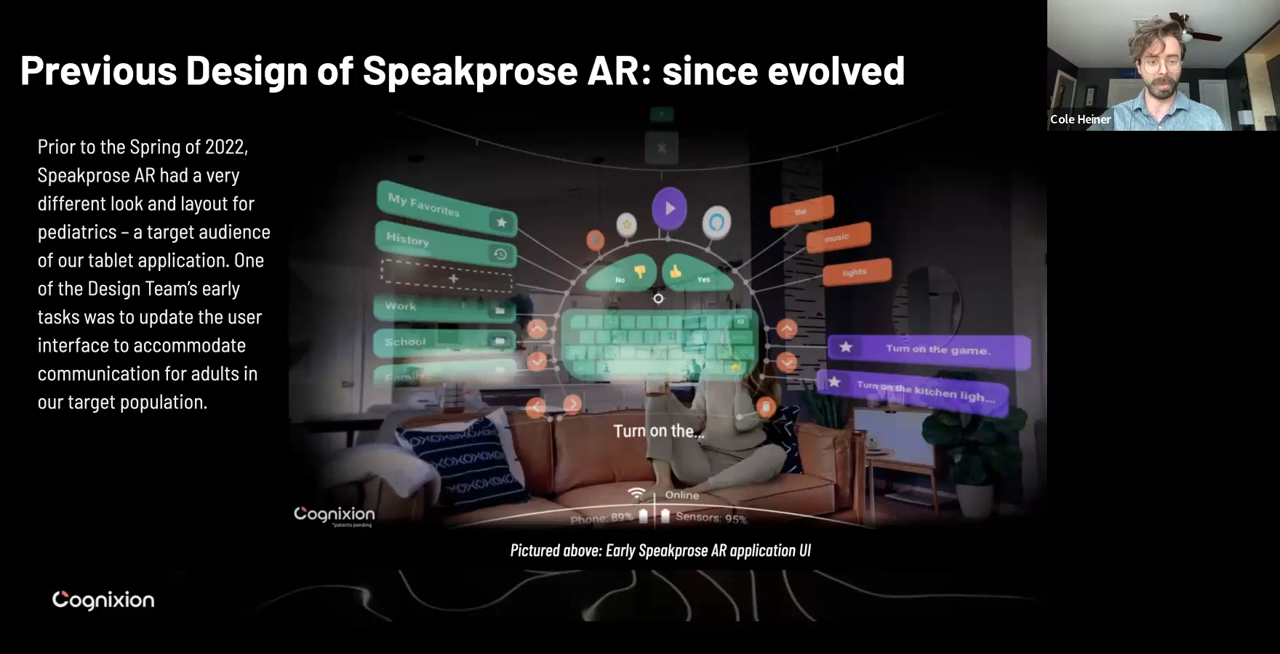 Previous Design of Speakprose AR: since evolved
Cole Heiner
Prior to the Spring of 2022,
Speakprose AR had a very
different look and layout for
pediatrics – a target audience
of our tablet application. One
of the Design Team's early
tasks was to update the user
interface to accommodate
communication for adults in
our target population.
My Favorites
History
+
Work
School
Family
No
Yes
the
music
lights
Turn on the game.
Turn on the kitchen ligh...
Turn on the...
Online
Phone: 89%
Sensors: 95%
Cognixion
*patents pending
Pictured above: Early Speakprose AR application UI
Cognixion